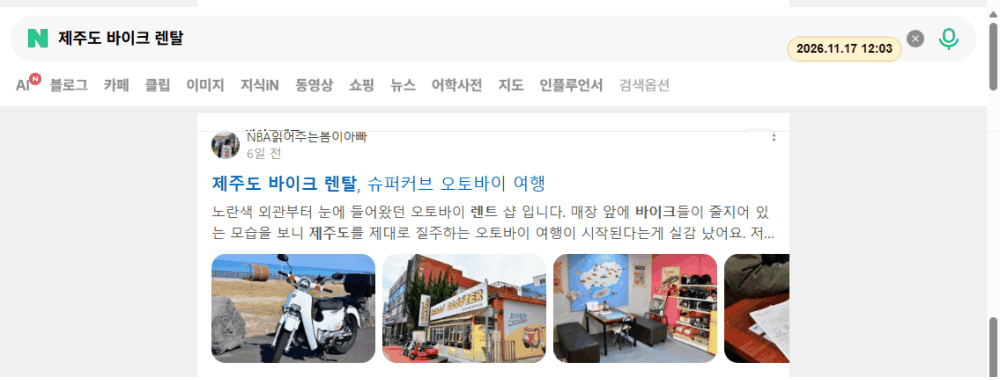 N 제주도 바이크 렌탈
2026.11.17 12:03
AI N 블로그 카페 클립 이미지 지식iN 동영상 쇼핑 뉴스 어학사전 지도 인플루언서 검색옵션
NBA읽어주는봄이아빠
6일 전
제주도 바이크 렌탈, 슈퍼커브 오토바이 여행
노란색 외관부터 눈에 들어왔던 오토바이 렌트 샵 입니다. 매장 앞에 바이크들이 줄지어 있
는 모습을 보니 제주도를 제대로 질주하는 오토바이 여행이 시작된다는게 실감 났어요. 저...